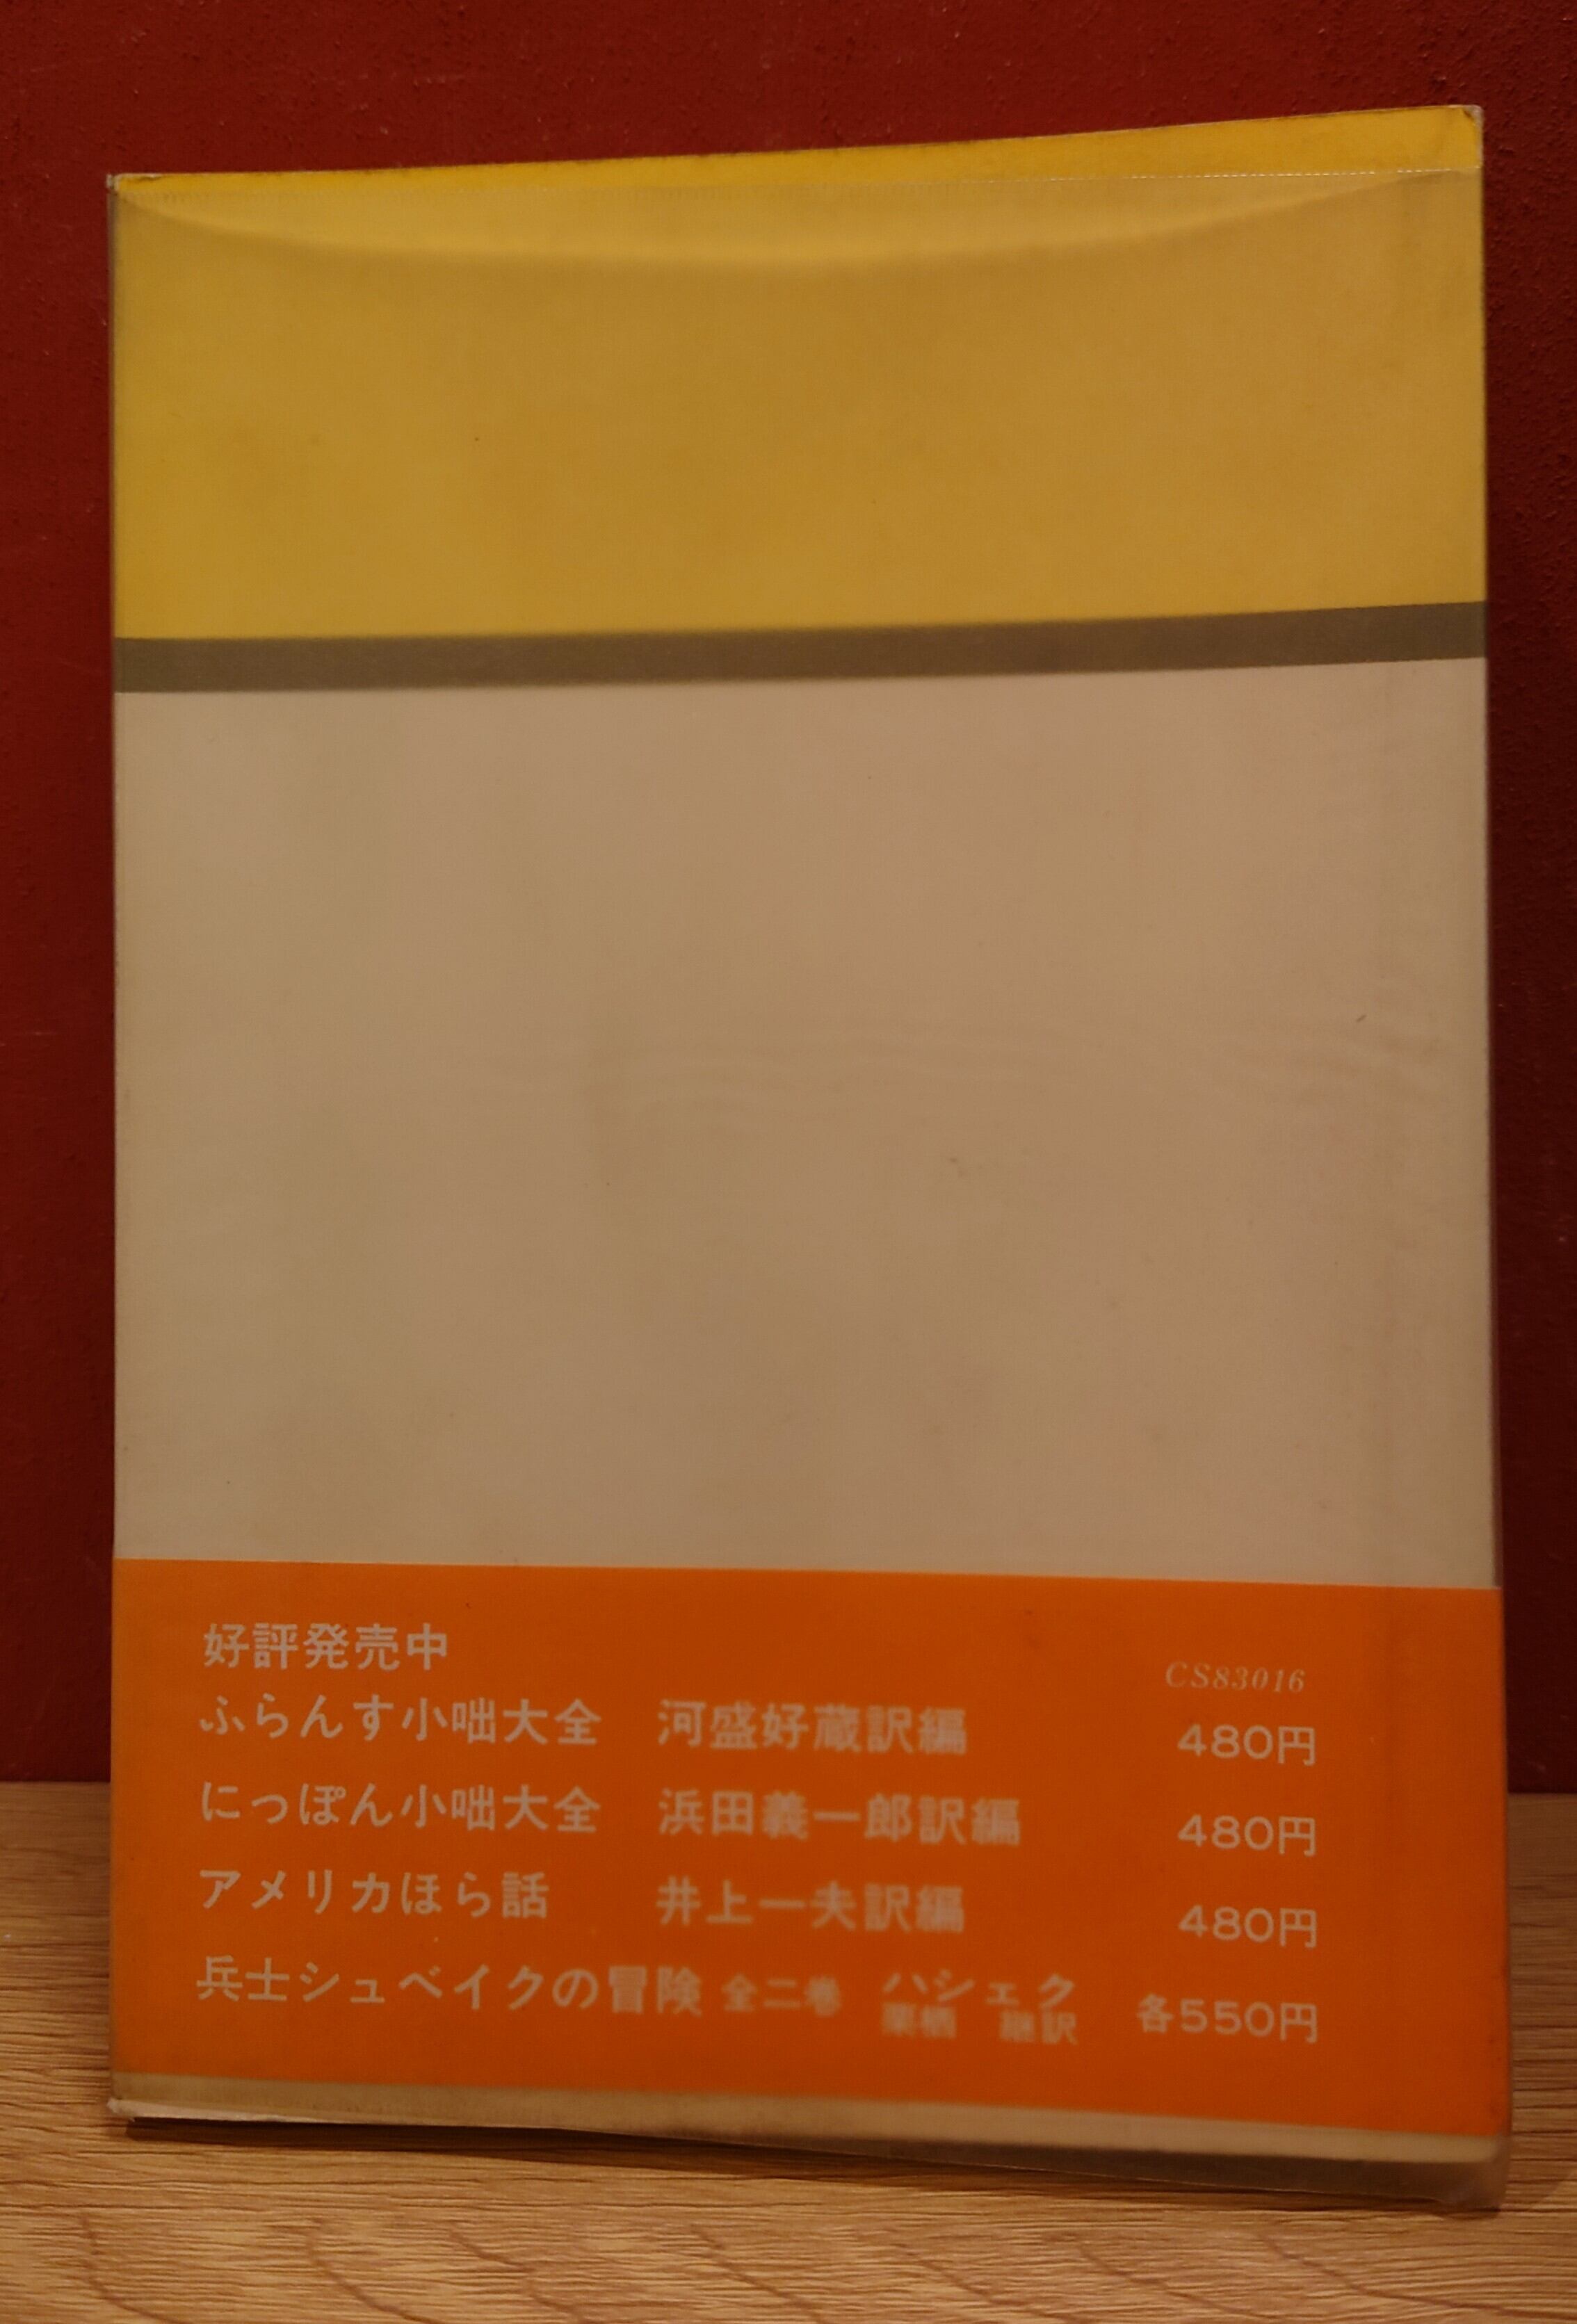 好評発売中
CS83016
ふらんす小咄大全 河盛好蔵訳編 480円
にっぽん小咄大全 浜田義一郎訳編 480円
アメリカほら話 井上一夫訳編 480円
兵士シュベイクの冒険 全二巻 ハシェク 各550円
栗栖 継訳